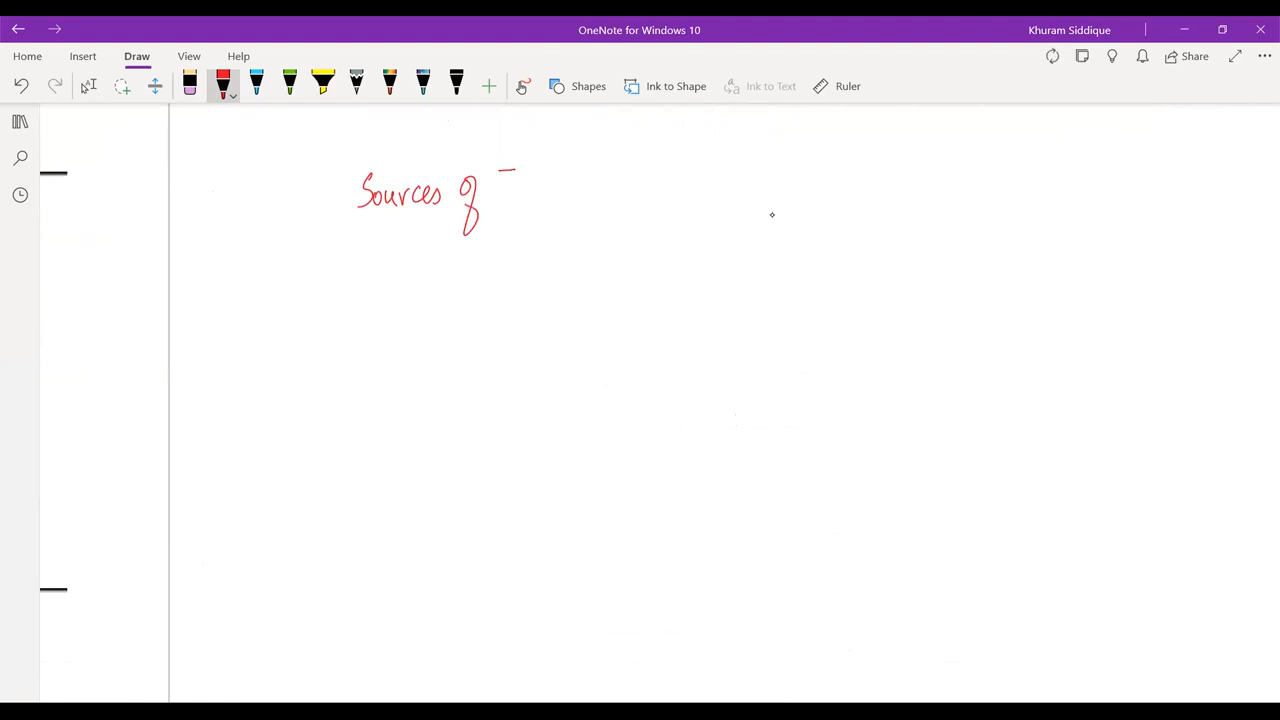 OneNote for Windows 10
Khuram Siddique
Home Insert Draw View Help
Share
Shapes Ink to Shape Ink to Text Ruler
Sources of